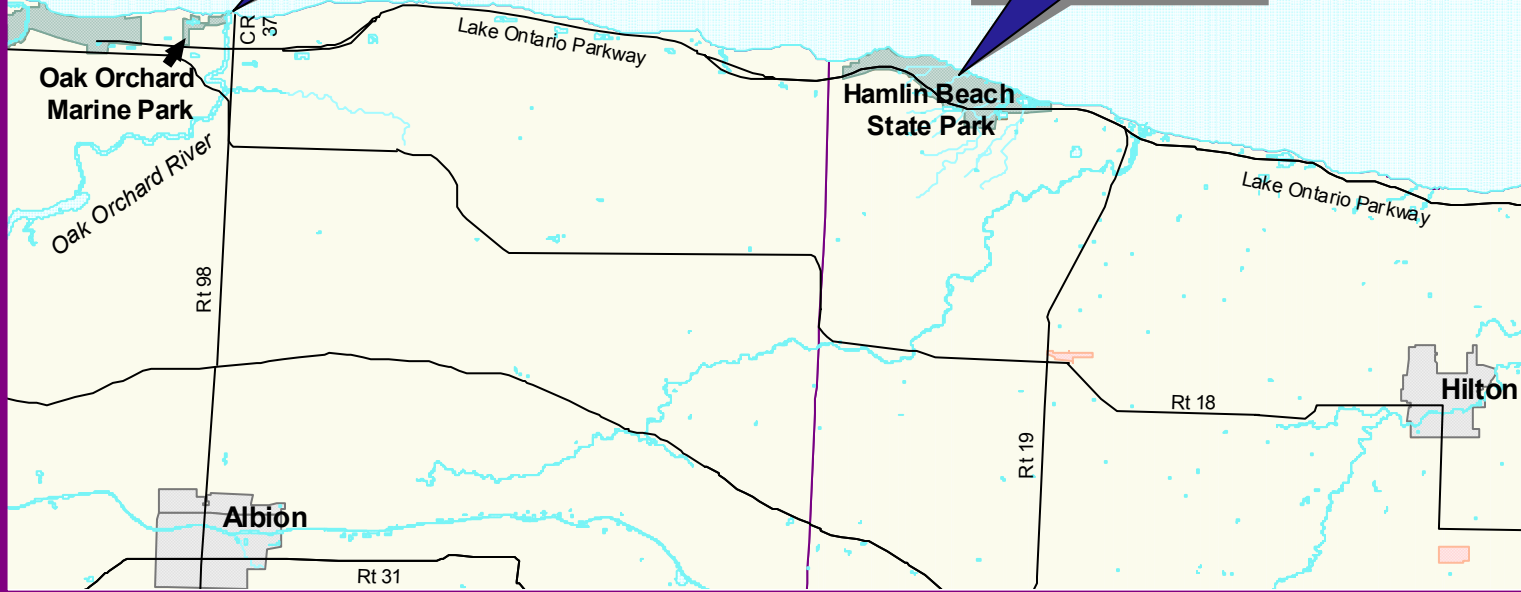 CR
37
Lake Ontario Parkway
Oak Orchard
Marine Park
Hamlin Beach
State Park
Oak Orchard River
Lake Ontario Parkway
Rt 98
Hilton
Rt 18
Rt 19
Albion
Rt 31